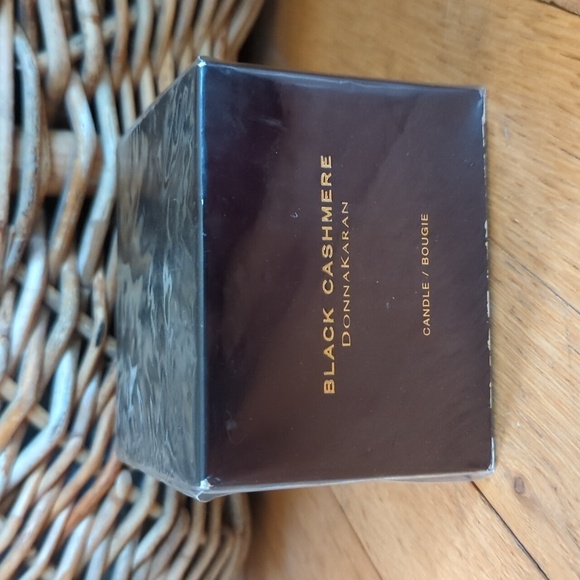 BLACK CASHMERE
DONNAKARAN
CANDLE / BOUGIE